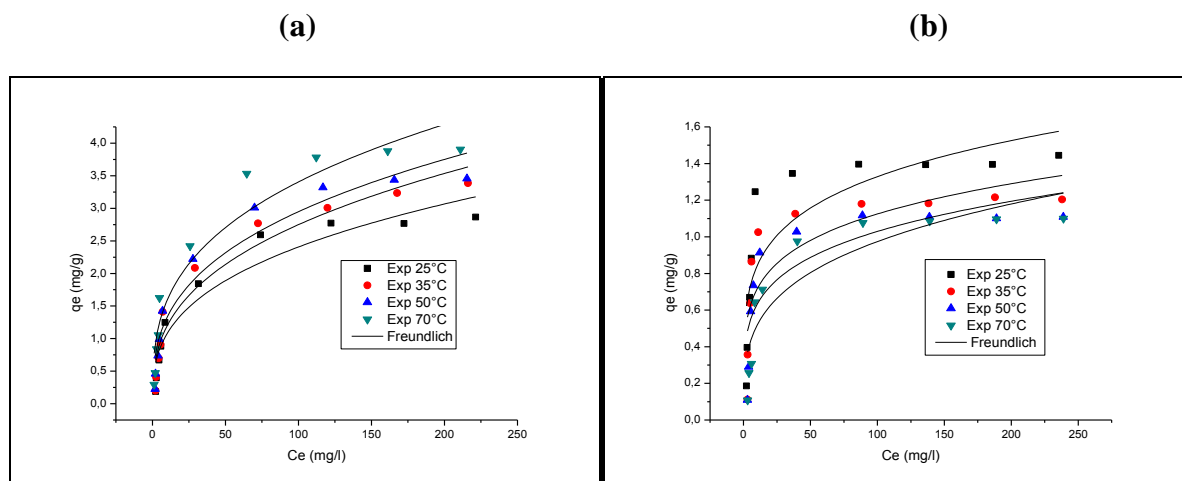 (a)
4,0
3,5
3,0
2,5
2,0
1,5
1,0
0,5
0,0
qe (mg/g)
0 50 100 150 200 250
Ce (mg/l)
Exp 25°C
Exp 35°C
Exp 50°C
Exp 70°C
Freundlich
(b)
1,6
1,4
1,2
1,0
0,8
0,6
0,4
0,2
0,0
qe (mg/g)
0 50 100 150 200 250
Ce (mg/l)
Exp 25°C
Exp 35°C
Exp 50°C
Exp 70°C
Freundlich